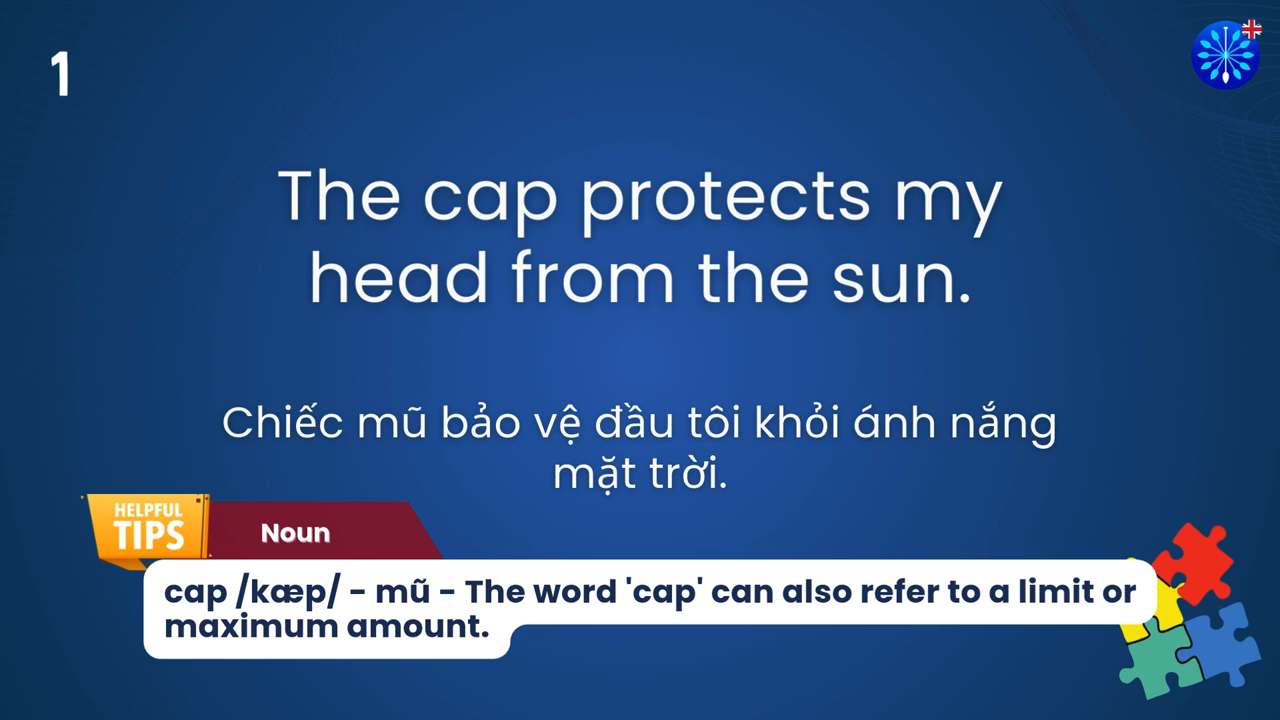 1
The cap protects my
head from the sun.
Chiếc mũ bảo vệ đầu tôi khỏi ánh nắng
mặt trời.
HELPFUL
TIPS
Noun
cap /kæp/ - mũ - The word 'cap' can also refer to a limit or
maximum amount.